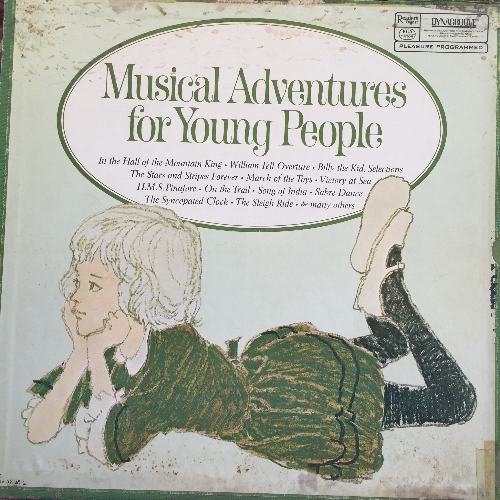 Reader's
Digest
DYNAGROOVE
PLEASURE PROGRAMMED
Musical Adventures
for Young People
In the Hall of the Mountain King • William Tell Overture • Billy the Kid, Selections
The Stars and Stripes Forever • March of the Toys • Victory at Sea
H.M.S. Pinafore • On the Trail • Song of India • Sabre Dance
The Syncopated Clock • The Sleigh Ride • & many others